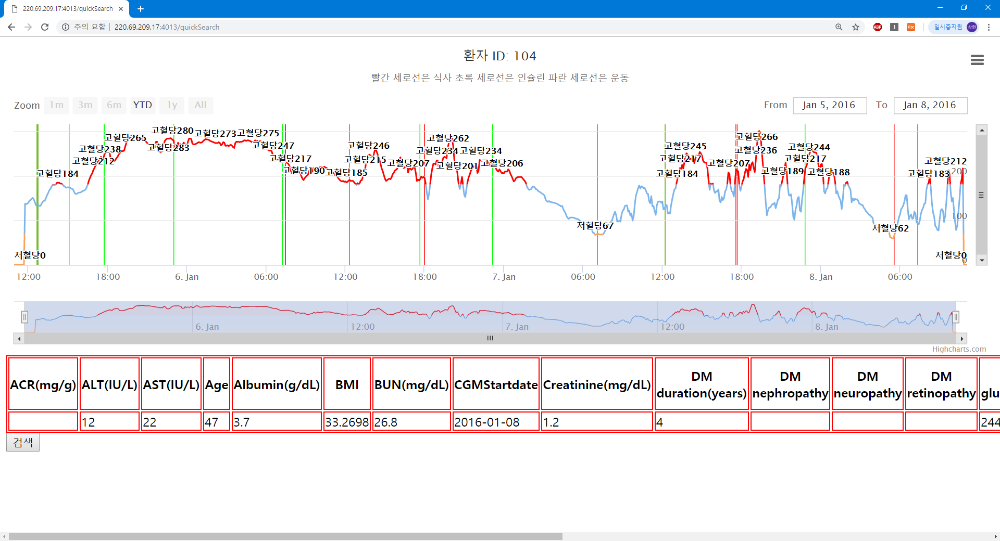 220.69.209.17:4013/quickSearch
주의 요함 220.69.209.17:4013/quickSearch
ABP
일시중지됨 상현
환자 ID: 104
빨간 세로선은 식사 초록 세로선은 인슐린 파란 세로선은 운동
Zoom 1m 3m 6m YTD 1y All
From Jan 5, 2016 To Jan 8, 2016
저혈당0
고혈당184
고혈당212
고혈당238
고혈당265
고혈당280
고혈당283
고혈당273
고혈당275
고혈당247
고혈당217
고혈당190
고혈당185
고혈당215
고혈당246
고혈당207
고혈당234
고혈당262
고혈당201
고혈당234
고혈당206
저혈당67
고혈당184
고혈당217
고혈당245
고혈당207
고혈당266
고혈당236
고혈당189
고혈당217
고혈당244
고혈당188
저혈당62
고혈당183
고혈당212
저혈당0
200
100
0
12:00 18:00 6. Jan 06:00 12:00 18:00 7. Jan 06:00 12:00 18:00 8. Jan 06:00
6. Jan 12:00 7. Jan 12:00 8. Jan
Highcharts.com
ACR(mg/g) ALT(IU/L) AST(IU/L) Age Albumin(g/dL) BMI BUN(mg/dL) CGMStartdate Creatinine(mg/dL) DM duration(years) DM nephropathy DM neuropathy DM retinopathy glu
12 22 47 3.7 33.2698 26.8 2016-01-08 1.2 4 244
검색